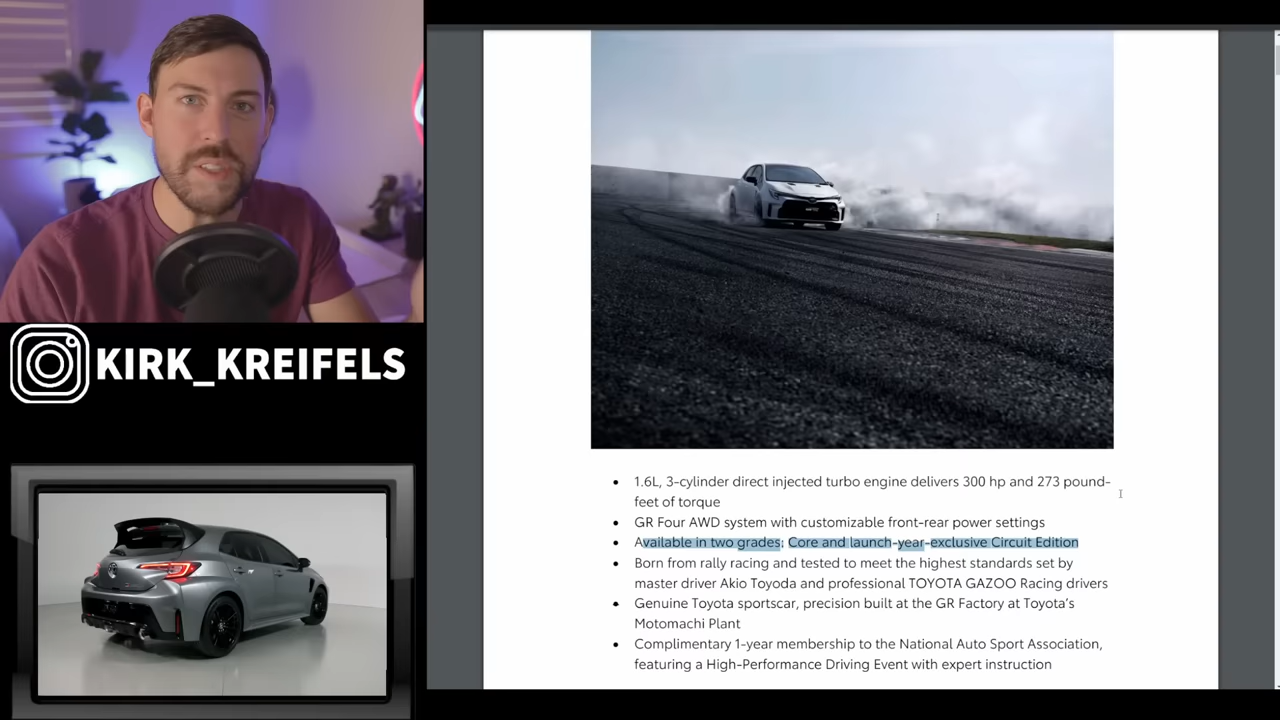 KIRK_KREIFELS
1.6L, 3-cylinder direct injected turbo engine delivers 300 hp and 273 pound-
feet of torque
GR Four AWD system with customizable front-rear power settings
Available in two grades; Core and launch-year-exclusive Circuit Edition
Born from rally racing and tested to meet the highest standards set by
master driver Akio Toyoda and professional TOYOTA GAZOO Racing drivers
Genuine Toyota sportscar, precision built at the GR Factory at Toyota's
Motomachi Plant
Complimentary 1-year membership to the National Auto Sport Association,
featuring a High-Performance Driving Event with expert instruction